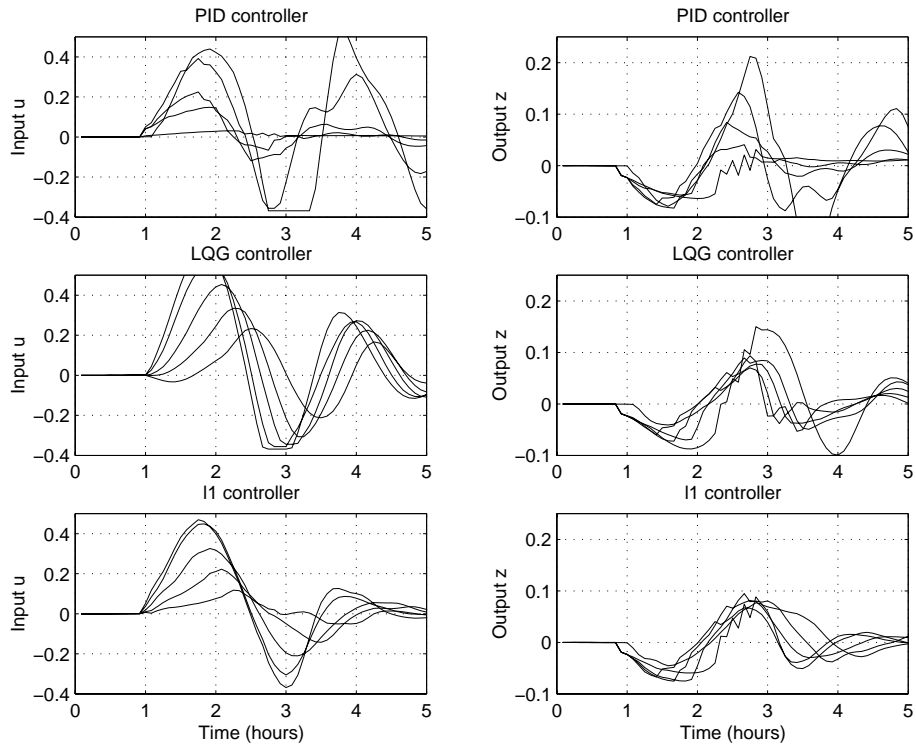 PID controller
0.4
0.2
0
−0.2
−0.4
0 1 2 3 4 5
Input u
PID controller
0.2
0.1
0
−0.1
0 1 2 3 4 5
Output z
LQG controller
0.4
0.2
0
−0.2
−0.4
0 1 2 3 4 5
Input u
LQG controller
0.2
0.1
0
−0.1
0 1 2 3 4 5
Output z
l1 controller
0.4
0.2
0
−0.2
−0.4
0 1 2 3 4 5
Input u
Time (hours)
l1 controller
0.2
0.1
0
−0.1
0 1 2 3 4 5
Output z
Time (hours)